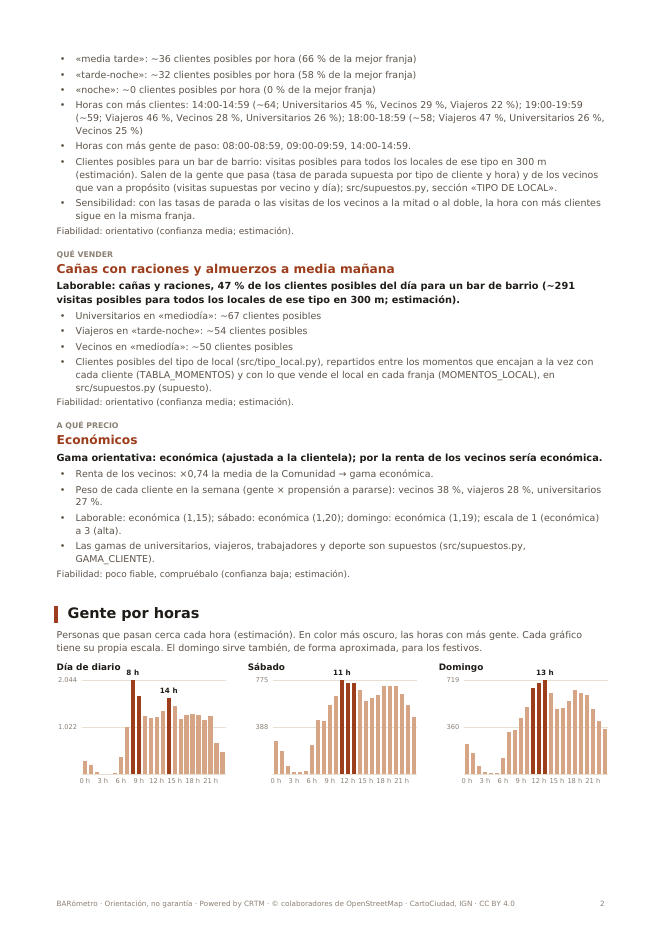 • «media tarde»: ~36 clientes posibles por hora (66 % de la mejor franja)
• «tarde-noche»: ~32 clientes posibles por hora (58 % de la mejor franja)
• «noche»: ~0 clientes posibles por hora (0 % de la mejor franja)
• Horas con más clientes: 14:00-14:59 (~64; Universitarios 45 %, Vecinos 29 %, Viajeros 22 %); 19:00-19:59
(~59; Viajeros 46 %, Vecinos 28 %, Universitarios 26 %); 18:00-18:59 (~58; Viajeros 47 %, Universitarios 26 %,
Vecinos 25 %)
• Horas con más gente de paso: 08:00-08:59, 09:00-09:59, 14:00-14:59.
• Clientes posibles para un bar de barrio: visitas posibles para todos los locales de ese tipo en 300 m
(estimación). Salen de la gente que pasa (tasa de parada supuesta por tipo de cliente y hora) y de los vecinos
que van a propósito (visitas supuestas por vecino y día); src/supuestos.py, sección «TIPO DE LOCAL».
• Sensibilidad: con las tasas de parada o las visitas de los vecinos a la mitad o al doble, la hora con más clientes
sigue en la misma franja.
Fiabilidad: orientativo (confianza media; estimación).
QUÉ VENDER
Cañas con raciones y almuerzos a media mañana
Laborable: cañas y raciones, 47 % de los clientes posibles del día para un bar de barrio (~291
visitas posibles para todos los locales de ese tipo en 300 m; estimación).
• Universitarios en «mediodía»: ~67 clientes posibles
• Viajeros en «tarde-noche»: ~54 clientes posibles
• Vecinos en «mediodía»: ~50 clientes posibles
• Clientes posibles del tipo de local (src/tipo_local.py), repartidos entre los momentos que encajan a la vez con
cada cliente (TABLA_MOMENTOS) y con lo que vende el local en cada franja (MOMENTOS_LOCAL), en
src/supuestos.py (supuesto).
Fiabilidad: orientativo (confianza media; estimación).
A QUÉ PRECIO
Económicos
Gama orientativa: económica (ajustada a la clientela); por la renta de los vecinos sería económica.
• Renta de los vecinos: ×0,74 la media de la Comunidad → gama económica.
• Peso de cada cliente en la semana (gente × propensión a pararse): vecinos 38 %, viajeros 28 %, universitarios
27 %.
• Laborable: económica (1,15); sábado: económica (1,20); domingo: económica (1,19); escala de 1 (económica)
a 3 (alta).
• Las gamas de universitarios, viajeros, trabajadores y deporte son supuestos (src/supuestos.py,
GAMA_CLIENTE).
Fiabilidad: poco fiable, compruébalo (confianza baja; estimación).
Gente por horas
Personas que pasan cerca cada hora (estimación). En color más oscuro, las horas con más gente. Cada gráfico
tiene su propia escala. El domingo sirve también, de forma aproximada, para los festivos.
Día de diario
8 h
14 h
2.044
1.022
0 h 3 h 6 h 9 h 12 h 15 h 18 h 21 h
Sábado
11 h
775
388
0 h 3 h 6 h 9 h 12 h 15 h 18 h 21 h
Domingo
13 h
719
360
0 h 3 h 6 h 9 h 12 h 15 h 18 h 21 h
BARómetro · Orientación, no garantía · Powered by CRTM · © colaboradores de OpenStreetMap · CartoCiudad, IGN · CC BY 4.0 2